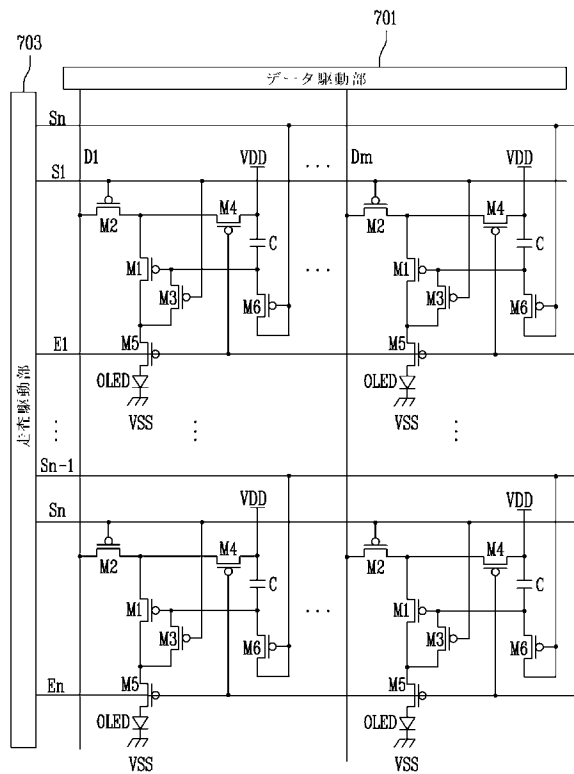 703
701
データ駆動部
走査駆動部
Sn
D1
VDD
...
Dm
VDD
S1
M2
M4
C
M2
M4
C
M1
M3
M6
...
M1
M3
M6
E1
M5
M5
OLED
OLED
VSS
VSS
Sn-1
Sn
VDD
VDD
M2
M4
C
M2
M4
C
M1
M3
M6
...
M1
M3
M6
En
M5
M5
OLED
OLED
VSS
VSS